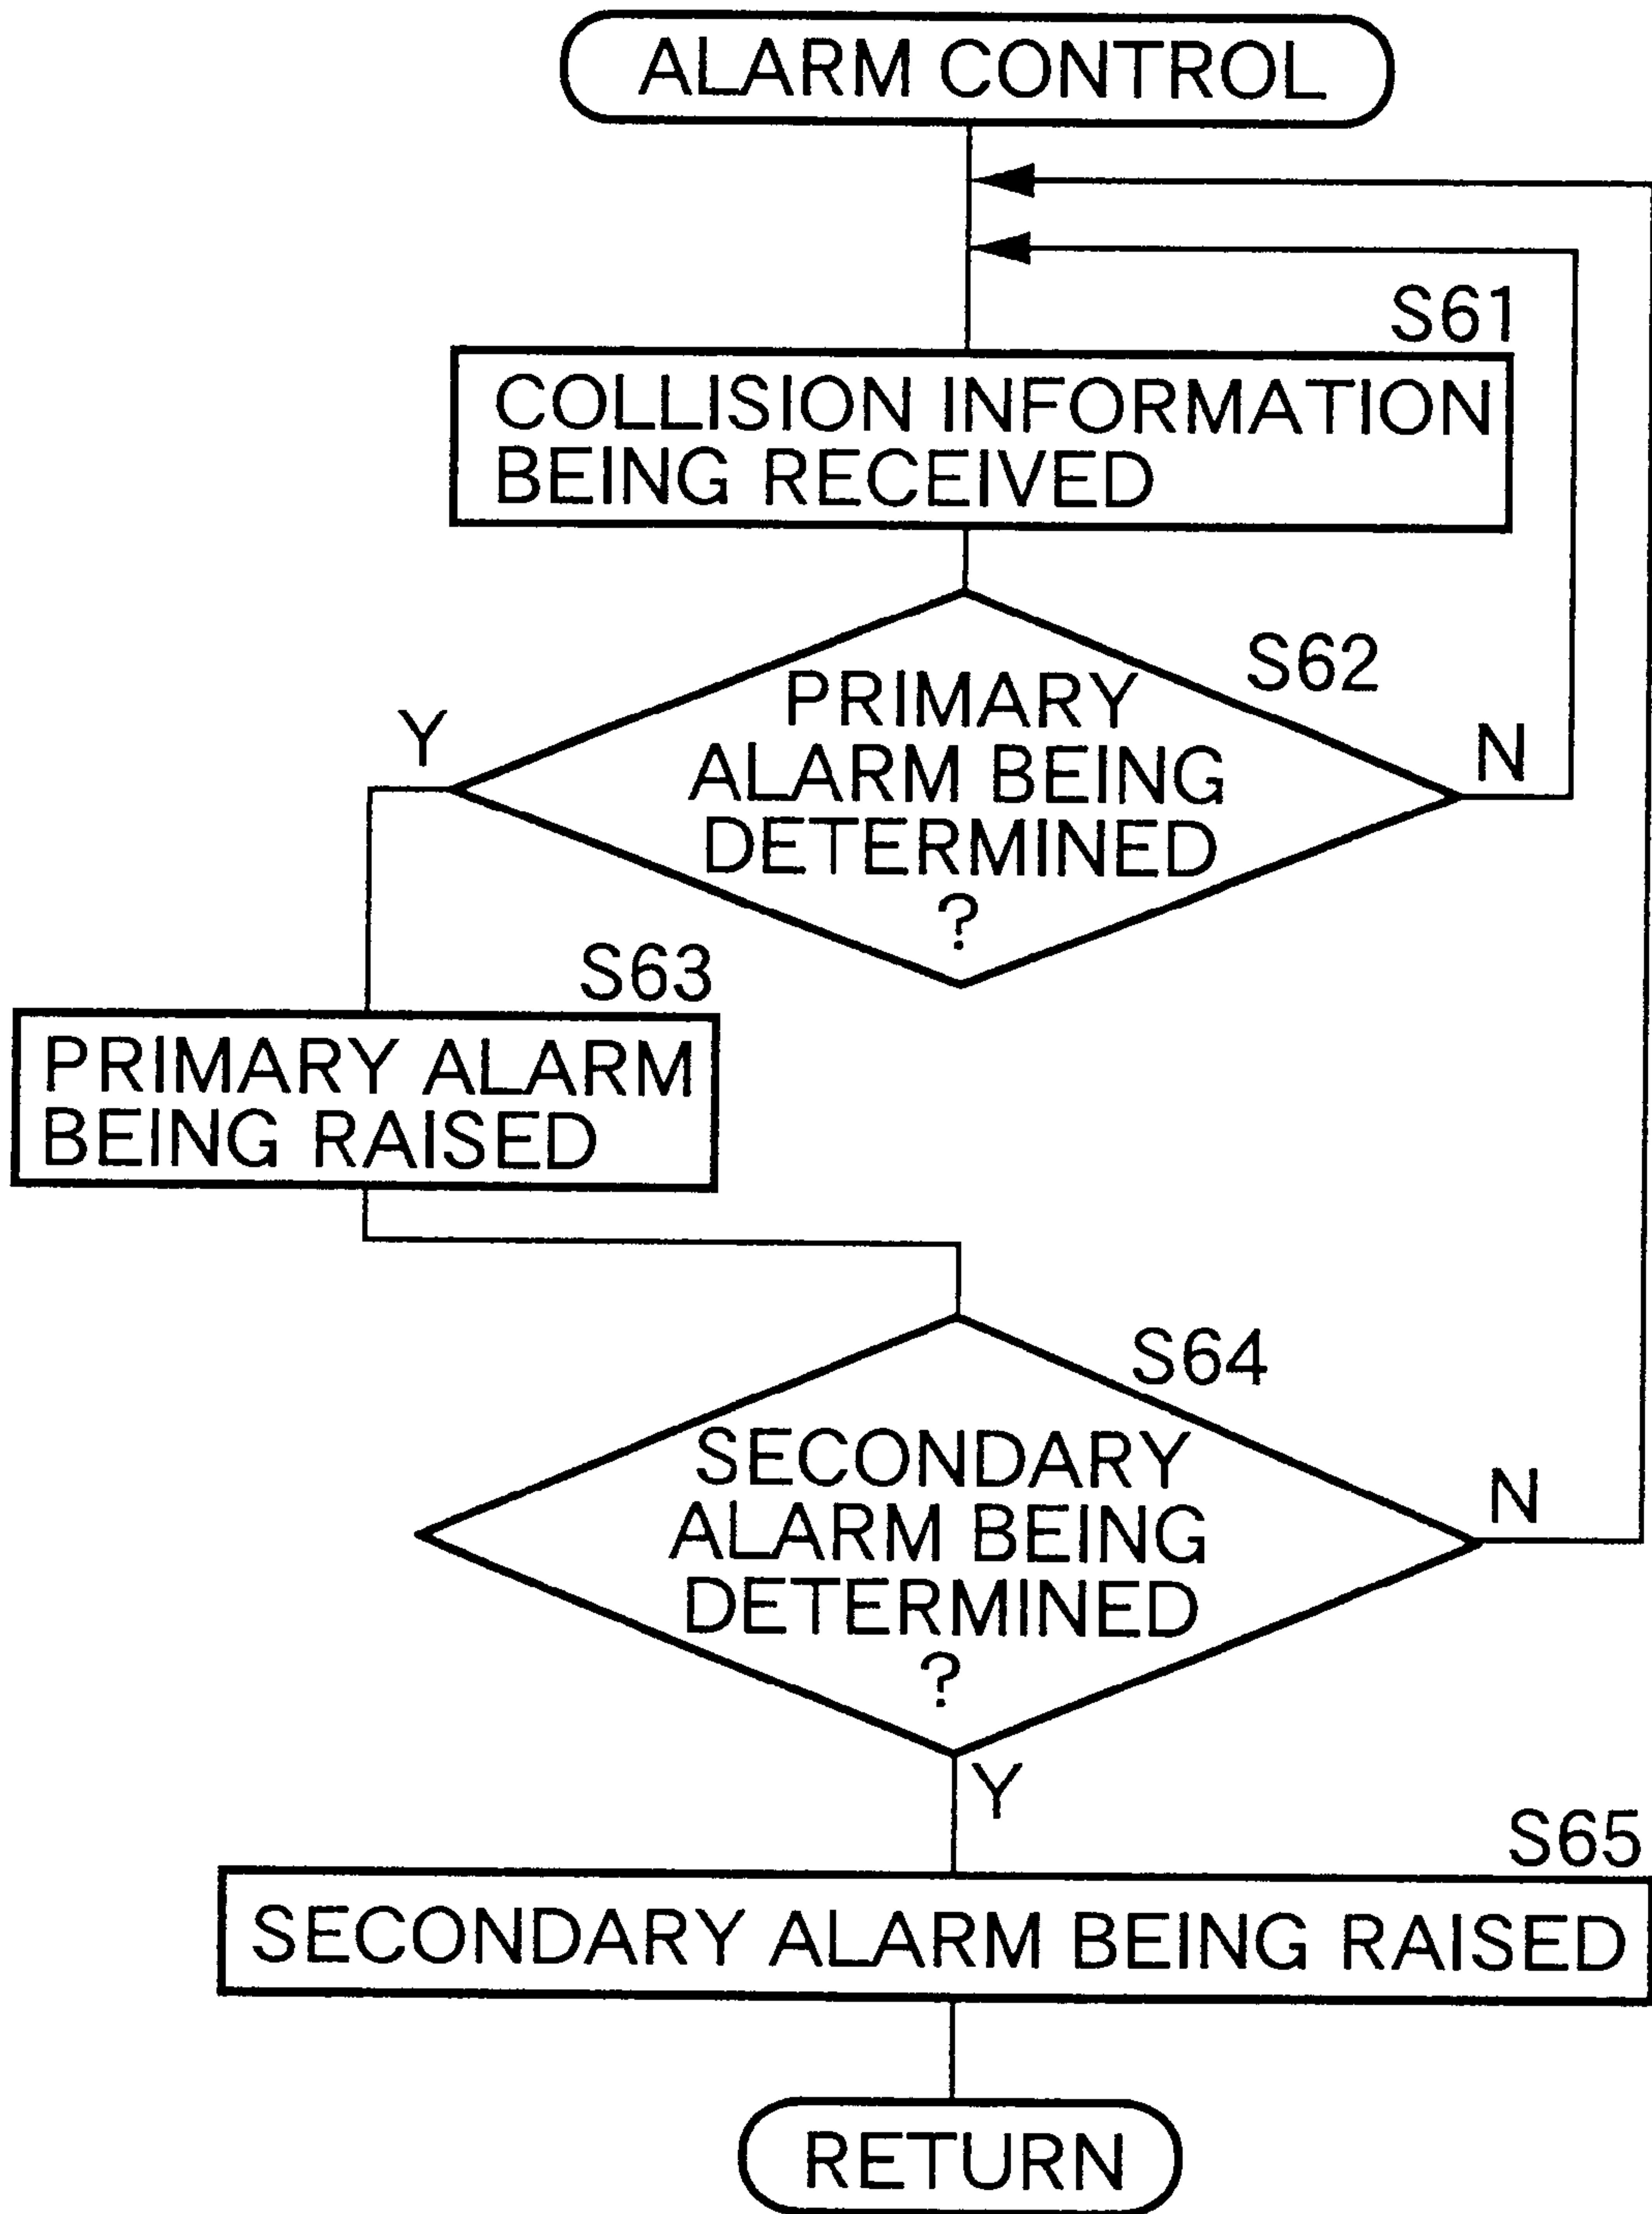 ALARM CONTROL
S61
COLLISION INFORMATION
BEING RECEIVED
S62
PRIMARY
ALARM BEING
DETERMINED
?
Y
N
S63
PRIMARY ALARM
BEING RAISED
S64
SECONDARY
ALARM BEING
DETERMINED
?
N
Y
S65
SECONDARY ALARM BEING RAISED
RETURN